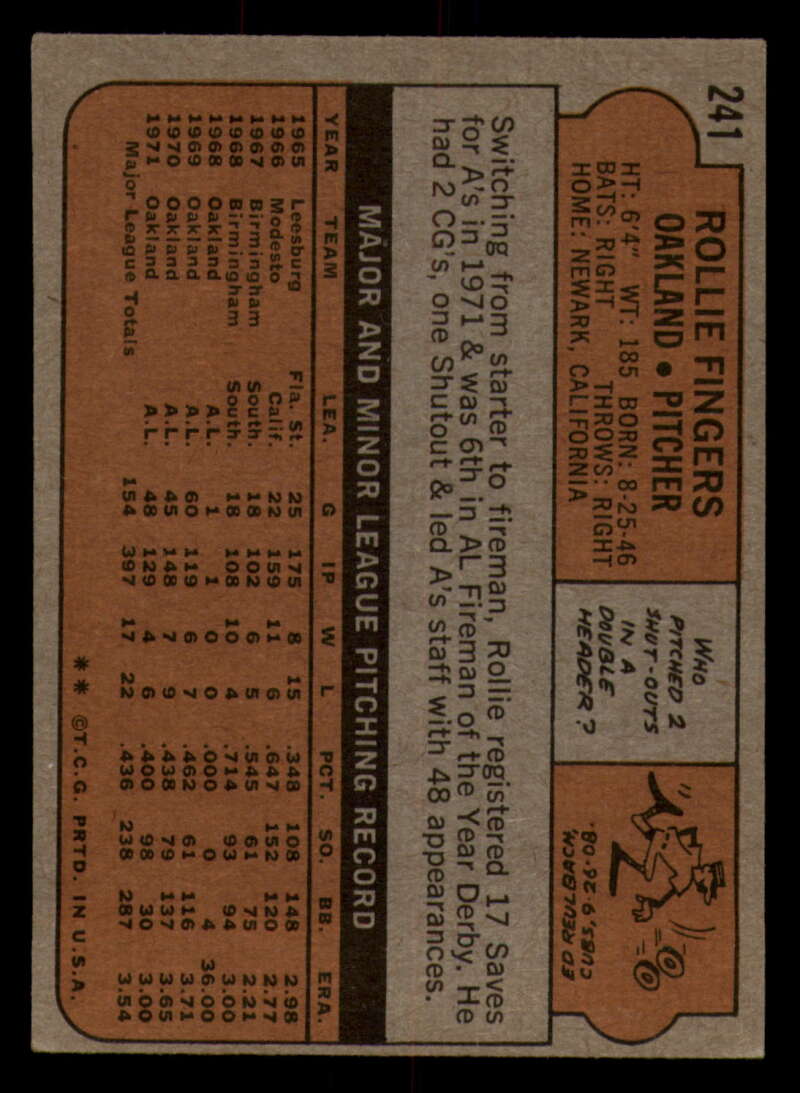 241
ROLLIE FINGERS
OAKLAND • PITCHER
HT: 6'4" WT: 185 BORN: 8-25-46
BATS: RIGHT THROWS: RIGHT
HOME: NEWARK, CALIFORNIA
WHO
PITCHED 2
SHUT-OUTS
IN A
DOUBLE
HEADER?
ED REULBACH,
CUBS, 9-26-08.
Switching from starter to fireman, Rollie registered 17 Saves
for A's in 1971 & was 6th in AL Fireman of the Year Derby. He
had 2 CG's, one Shutout & led A's staff with 48 appearances.
MAJOR AND MINOR LEAGUE PITCHING RECORD
YEAR TEAM LEA. G IP W L PCT. SO. BB. ERA.
1965 Leesburg Fla. St. 25 175 8 15 .348 108 148 2.98
1966 Modesto Calif. 22 159 11 6 .647 152 120 2.77
1967 Birmingham South. 18 102 6 5 .545 61 75 2.21
1968 Birmingham South. 18 108 10 4 .714 93 94 3.00
1968 Oakland A.L. 1 1 0 0 .000 0 4 36.00
1969 Oakland A.L. 60 119 6 7 .462 61 116 3.71
1970 Oakland A.L. 45 148 7 9 .438 79 137 3.65
1971 Oakland A.L. 48 129 4 6 .400 98 30 3.00
Major League Totals 154 397 17 22 .436 238 287 3.54
** ©T.C.G. PRTD. IN U.S.A.